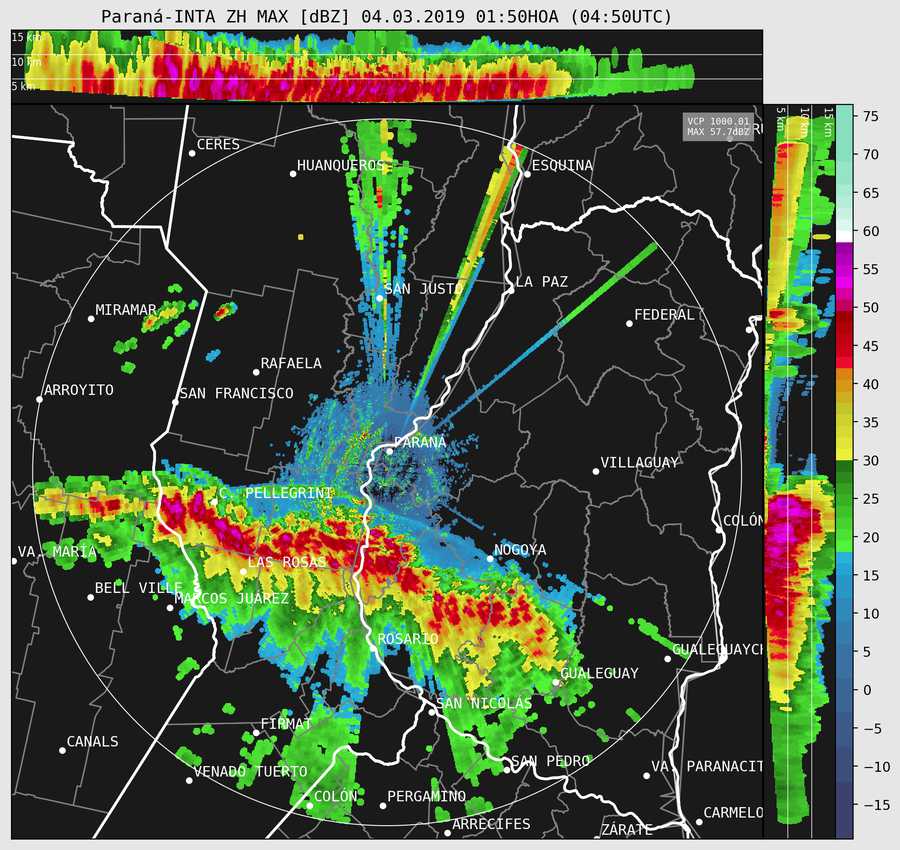 Paraná-INTA ZH MAX [dBZ] 04.03.2019 01:50HOA (04:50UTC)
15 km
10 km
5 km
5 km
10 km
15 km
VCP 1000.01
MAX 57.7dBZ
CERES
HUANQUEROS
ESQUINA
SAN JUSTO
LA PAZ
MIRAMAR
FEDERAL
RAFAELA
ARROYITO
SAN FRANCISCO
PARANÁ
VILLAGUAY
C. PELLEGRINI
COLÓN
VA. MARÍA
NOGOYA
LAS ROSAS
BELL VILLE
MARCOS JUÁREZ
ROSARIO
GUALEGUAYCH
GUALEGUAY
SAN NICOLÁS
FIRMAT
CANALS
SAN PEDRO
VA. PARANACIT
VENADO TUERTO
COLÓN
PERGAMINO
CARMELO
ARRECIFES
ZÁRATE
75
70
65
60
55
50
45
40
35
30
25
20
15
10
5
0
−5
−10
−15